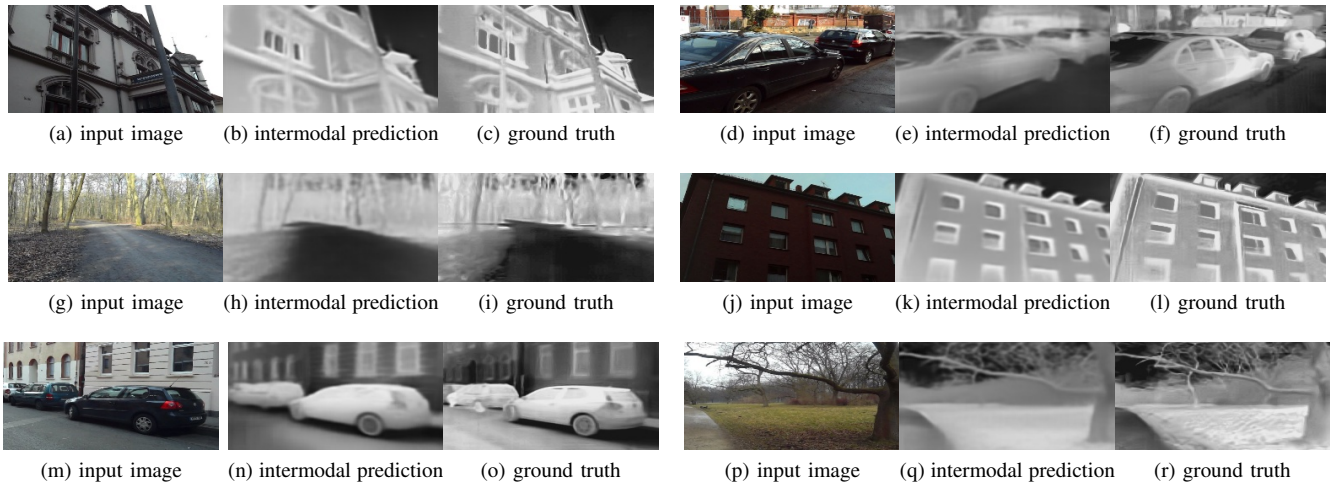 (a) input image (b) intermodal prediction (c) ground truth (d) input image (e) intermodal prediction (f) ground truth
(g) input image (h) intermodal prediction (i) ground truth (j) input image (k) intermodal prediction (l) ground truth
(m) input image (n) intermodal prediction (o) ground truth (p) input image (q) intermodal prediction (r) ground truth